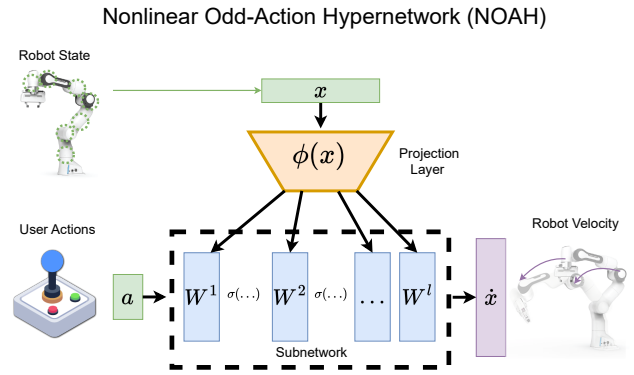 Nonlinear Odd-Action Hypernetwork (NOAH)
Robot State
x
ϕ(x)
Projection
Layer
User Actions
Robot Velocity
a
W¹
σ(...)
W²
σ(...)
...
Wˡ
ẋ
Subnetwork